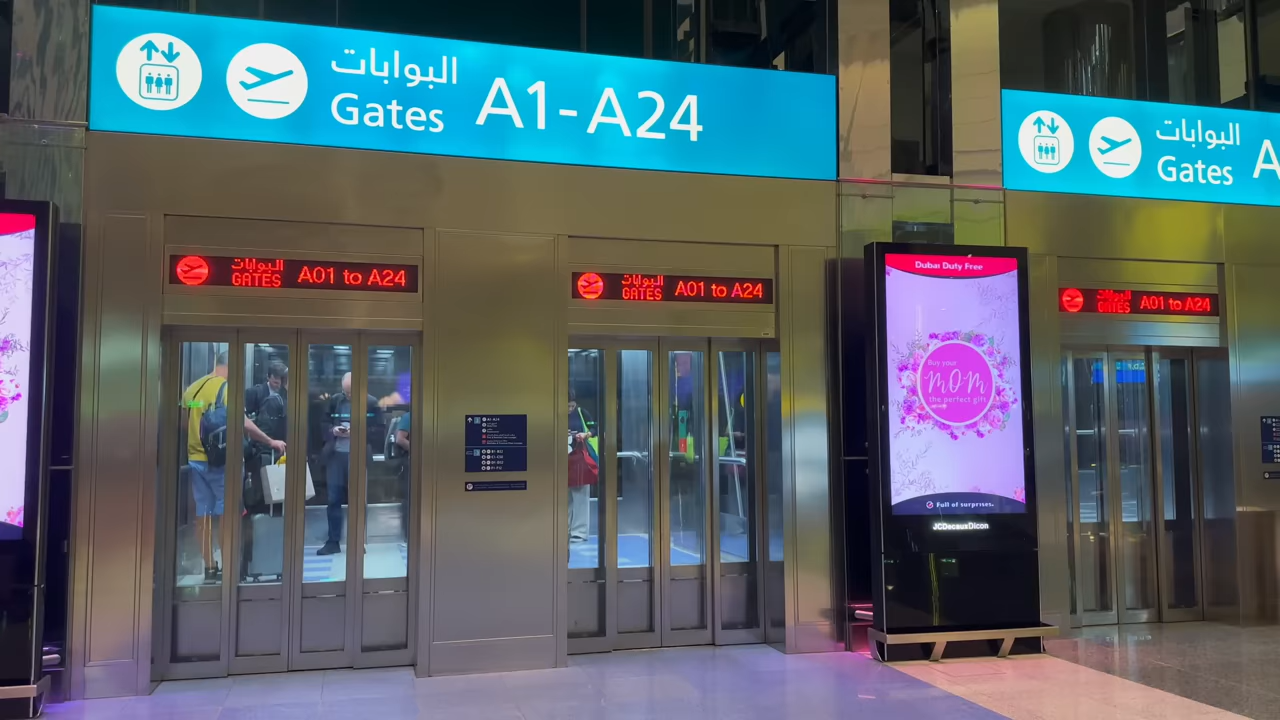 البوابات
Gates
A1-A24
البوابات
Gates
A
البوابات
GATES
A01 to A24
البوابات
GATES
A01 to A24
البوابات
GATES
A01 to A24
Dubai Duty Free
Buy your
MOM
the perfect gift
Full of surprises.
JCDecauxDicon